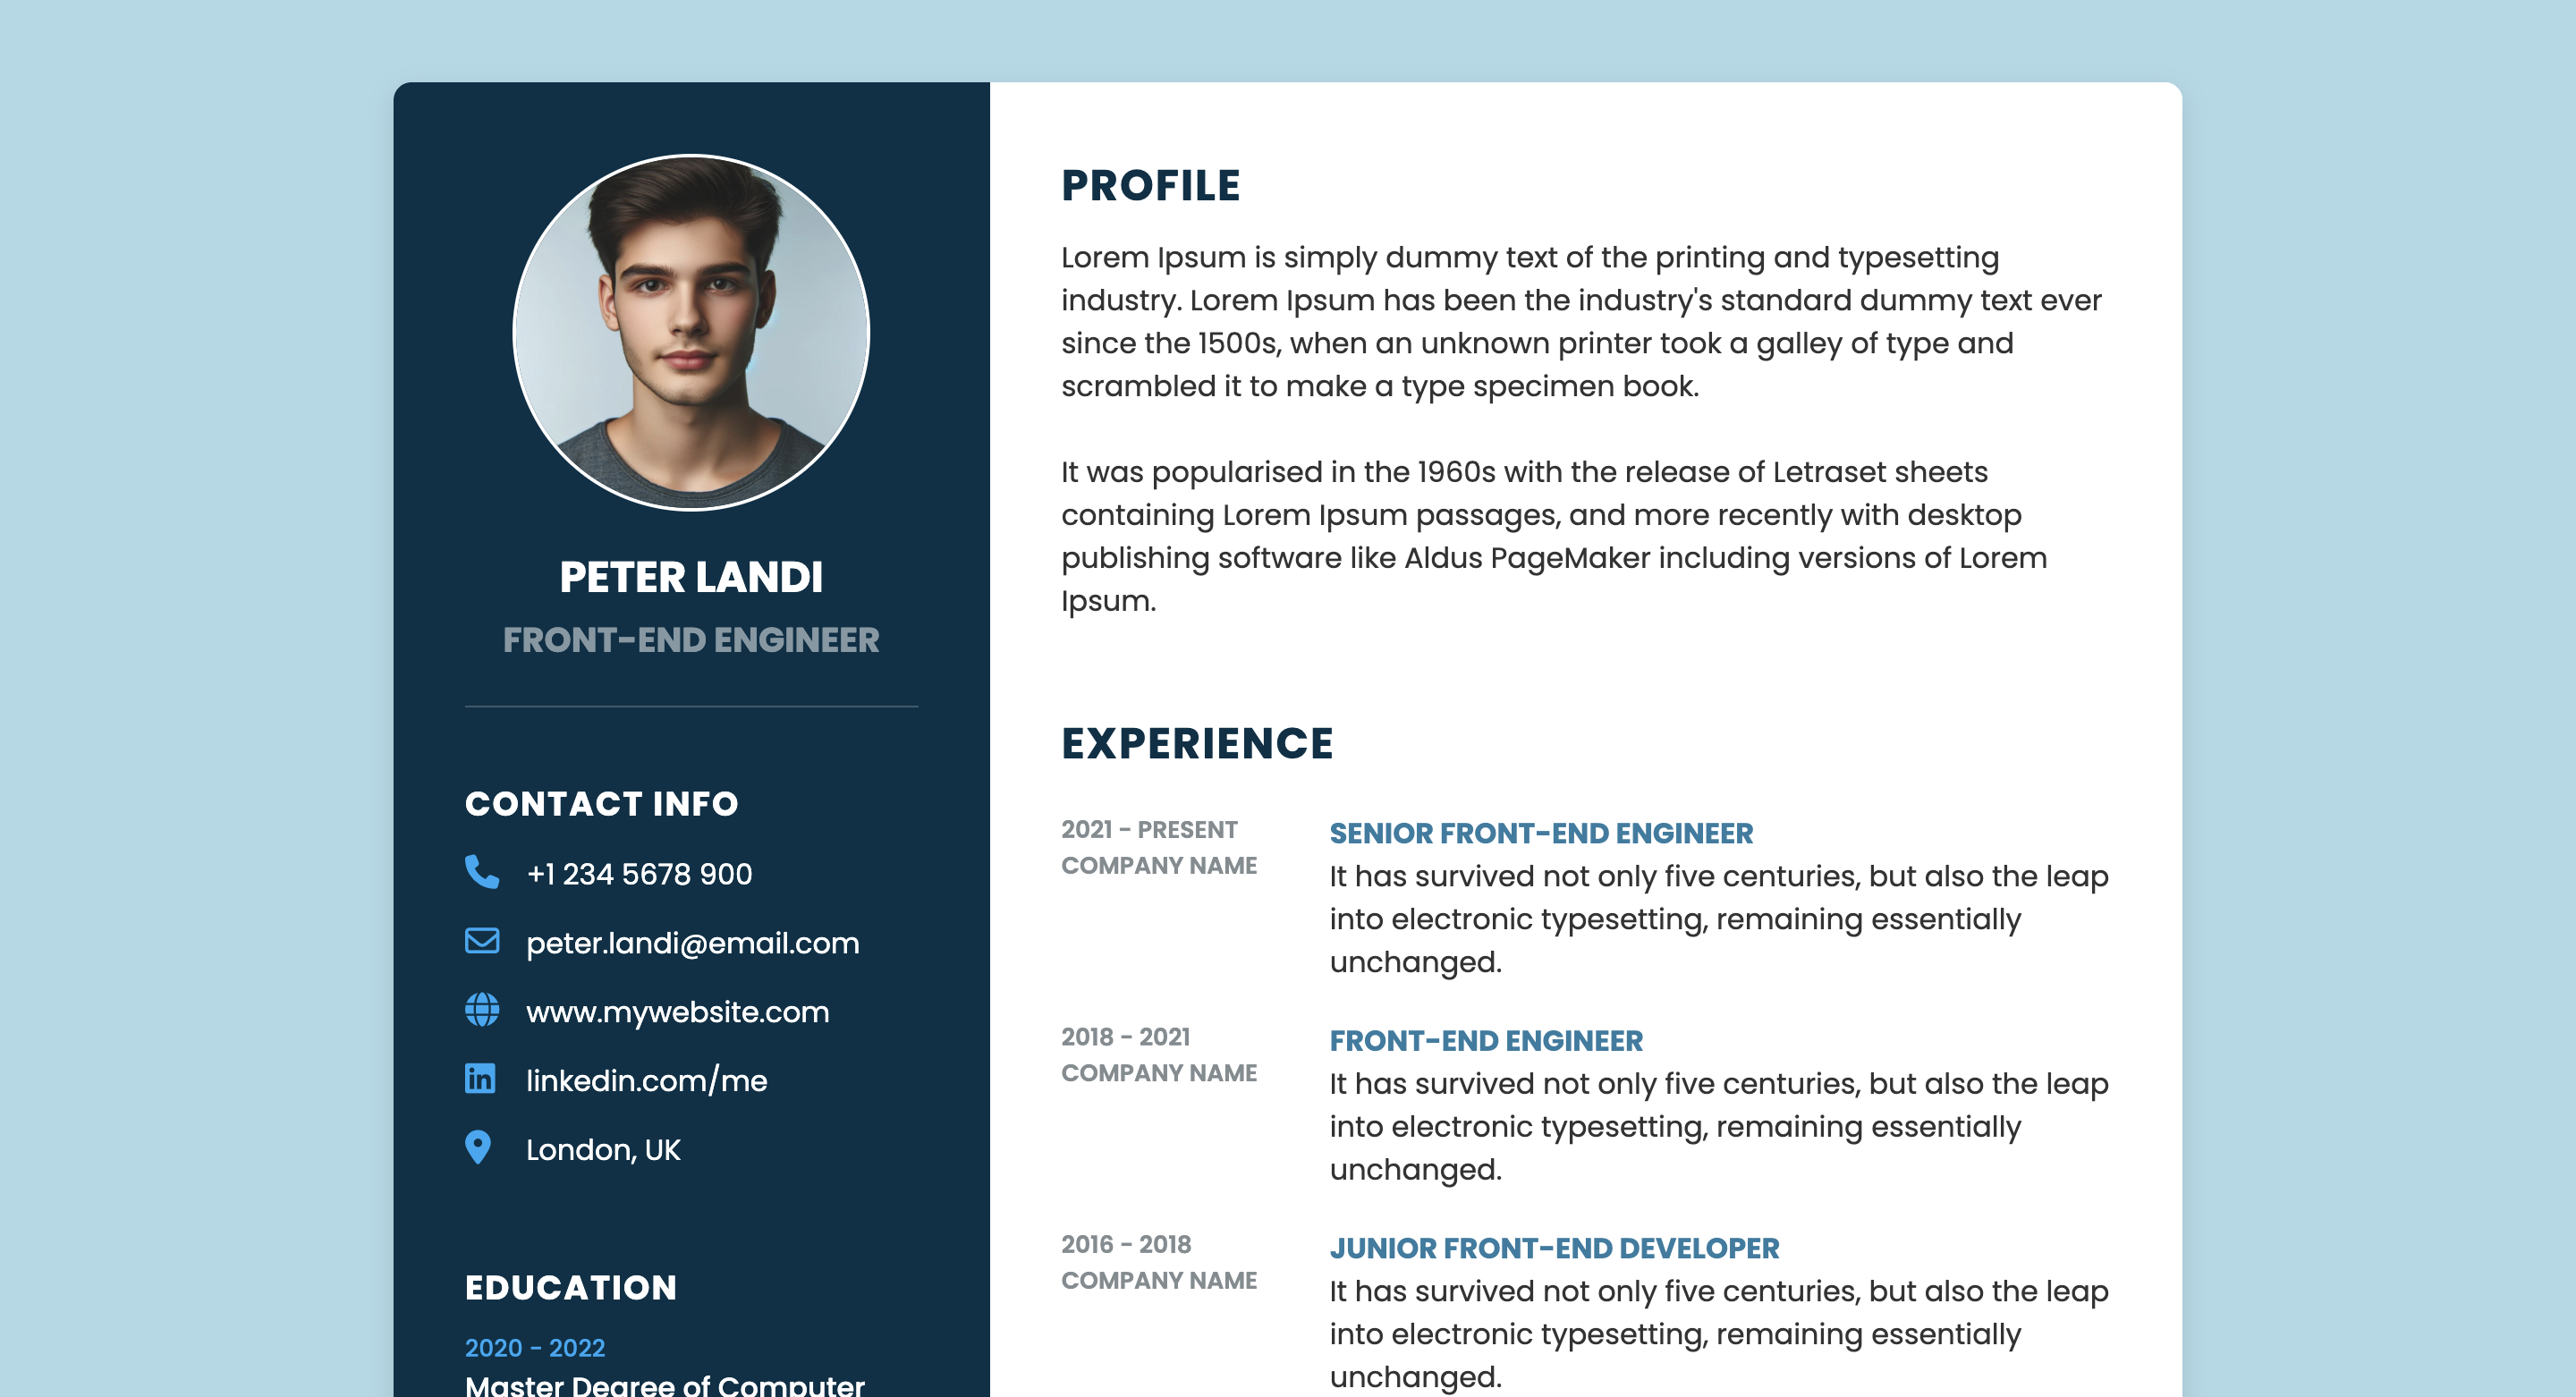 PETER LANDI
FRONT-END ENGINEER
CONTACT INFO
+1 234 5678 900
peter.landi@email.com
www.mywebsite.com
linkedin.com/me
London, UK
EDUCATION
2020 - 2022
Master Degree of Computer
PROFILE
Lorem Ipsum is simply dummy text of the printing and typesetting
industry. Lorem Ipsum has been the industry's standard dummy text ever
since the 1500s, when an unknown printer took a galley of type and
scrambled it to make a type specimen book.
It was popularised in the 1960s with the release of Letraset sheets
containing Lorem Ipsum passages, and more recently with desktop
publishing software like Aldus PageMaker including versions of Lorem
Ipsum.
EXPERIENCE
2021 - PRESENT
COMPANY NAME
SENIOR FRONT-END ENGINEER
It has survived not only five centuries, but also the leap
into electronic typesetting, remaining essentially
unchanged.
2018 - 2021
COMPANY NAME
FRONT-END ENGINEER
It has survived not only five centuries, but also the leap
into electronic typesetting, remaining essentially
unchanged.
2016 - 2018
COMPANY NAME
JUNIOR FRONT-END DEVELOPER
It has survived not only five centuries, but also the leap
into electronic typesetting, remaining essentially
unchanged.